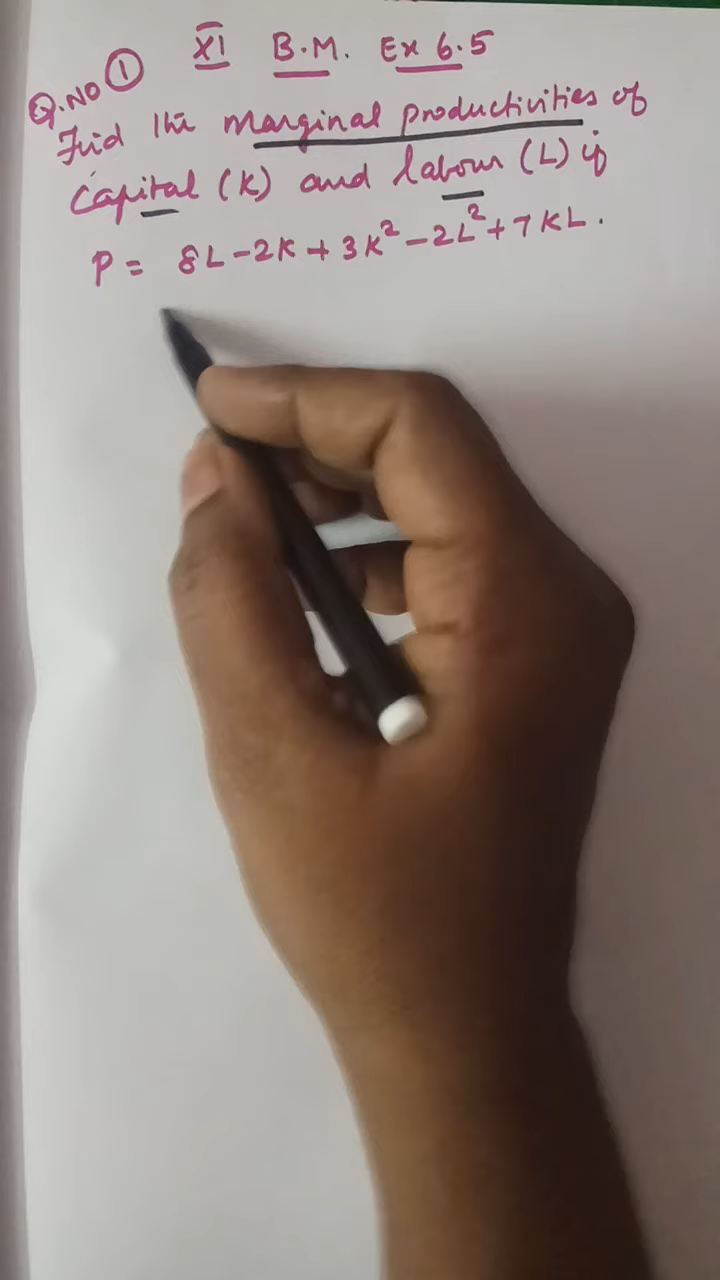 XI B.M. Ex 6.5
Q.NO 1
Find the marginal productivities of
Capital (K) and labour (L) if
P = 8L - 2K + 3K² - 2L² + 7KL.